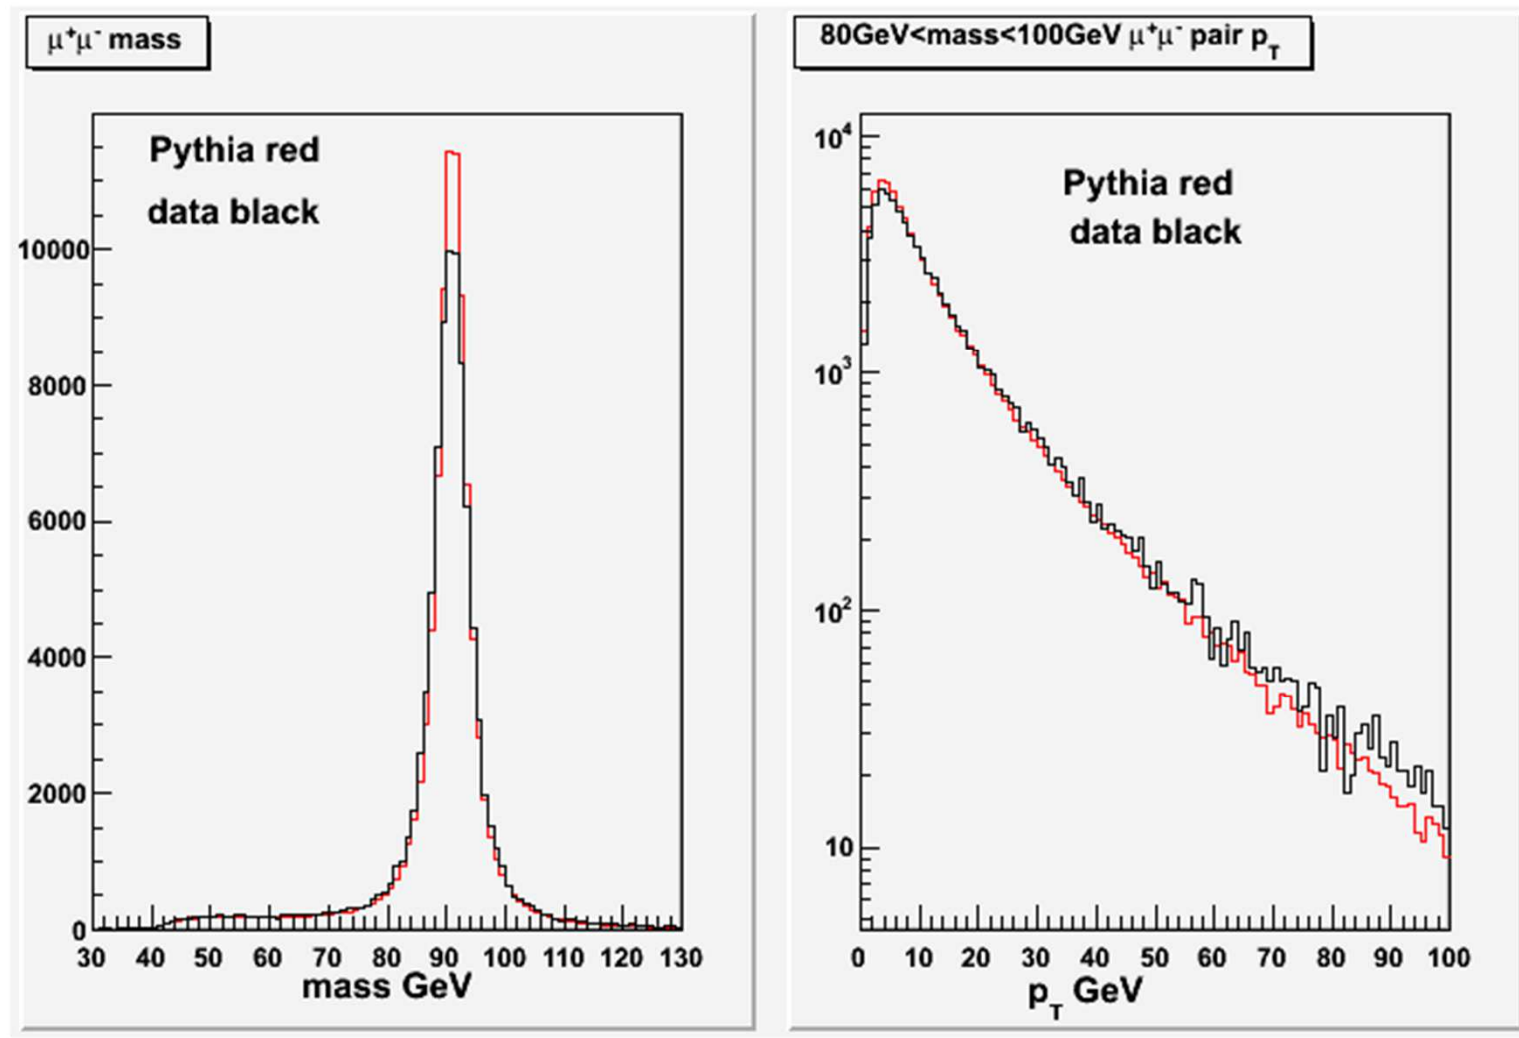 μ⁺μ⁻ mass
Pythia red
data black
10000
8000
6000
4000
2000
0
30 40 50 60 70 80 90 100 110 120 130
mass GeV
80GeV<mass<100GeV μ⁺μ⁻ pair p_T
Pythia red
data black
10⁴
10³
10²
10
0 10 20 30 40 50 60 70 80 90 100
p_T GeV